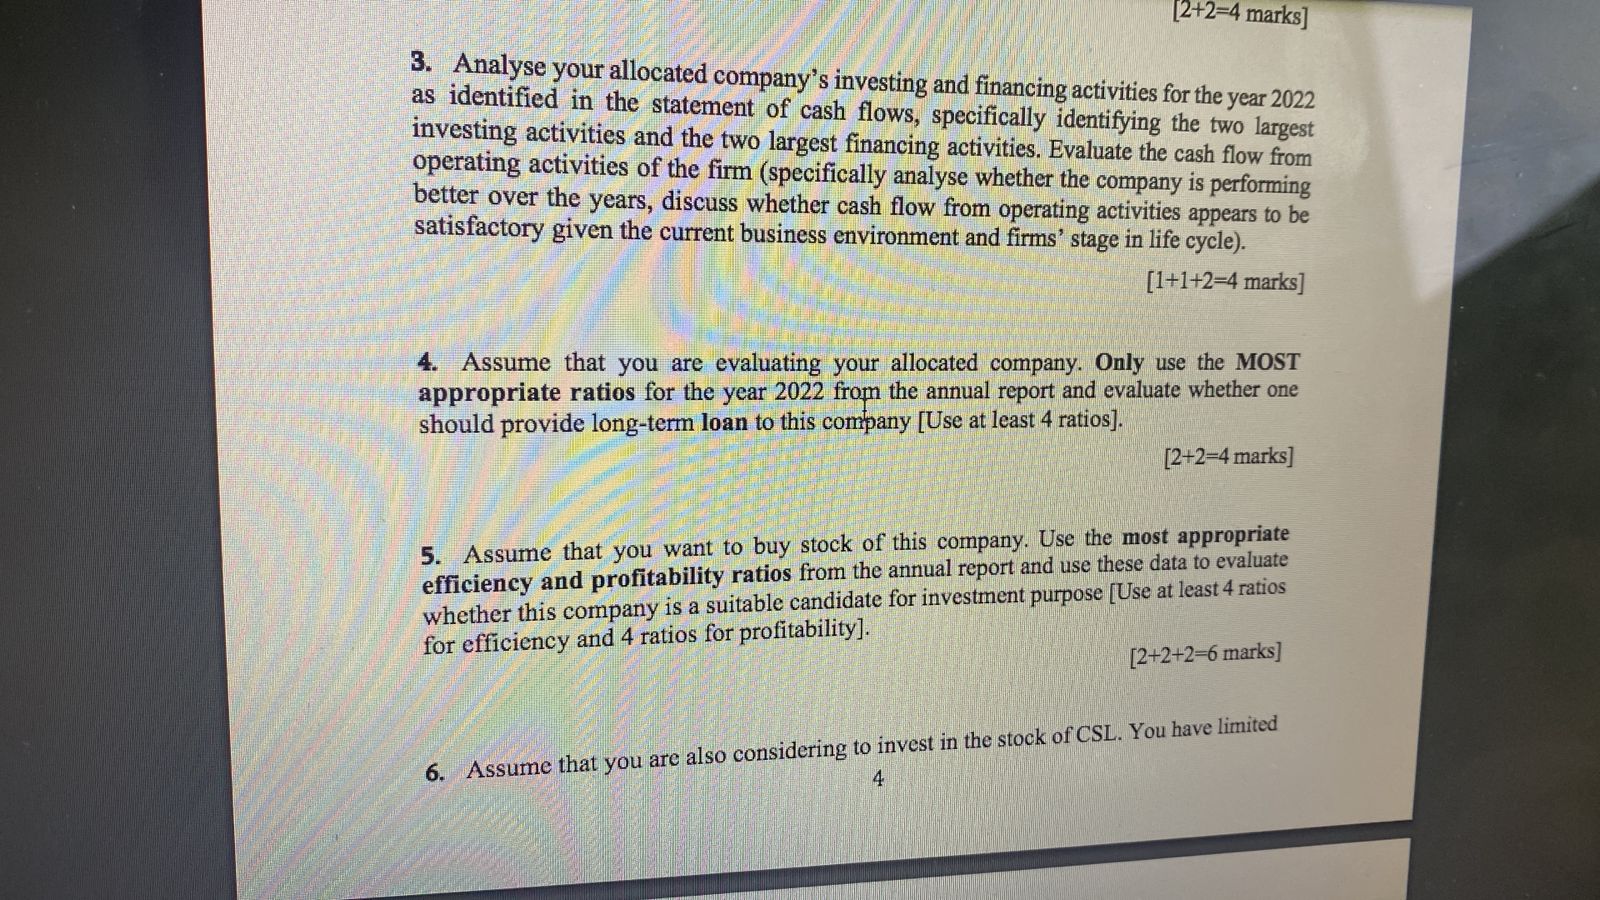 [2+2=4 marks]
3. Analyse your allocated company's investing and financing activities for the year 2022
as identified in the statement of cash flows, specifically identifying the two largest
investing activities and the two largest financing activities. Evaluate the cash flow from
operating activities of the firm (specifically analyse whether the company is performing
better over the years, discuss whether cash flow from operating activities appears to be
satisfactory given the current business environment and firms' stage in life cycle).
[1+1+2=4 marks]
4. Assume that you are evaluating your allocated company. Only use the MOST
appropriate ratios for the year 2022 from the annual report and evaluate whether one
should provide long-term loan to this company [Use at least 4 ratios].
[2+2=4 marks]
5. Assume that you want to buy stock of this company. Use the most appropriate
efficiency and profitability ratios from the annual report and use these data to evaluate
whether this company is a suitable candidate for investment purpose [Use at least 4 ratios
for efficiency and 4 ratios for profitability].
[2+2+2=6 marks]
6. Assume that you are also considering to invest in the stock of CSL. You have limited
4